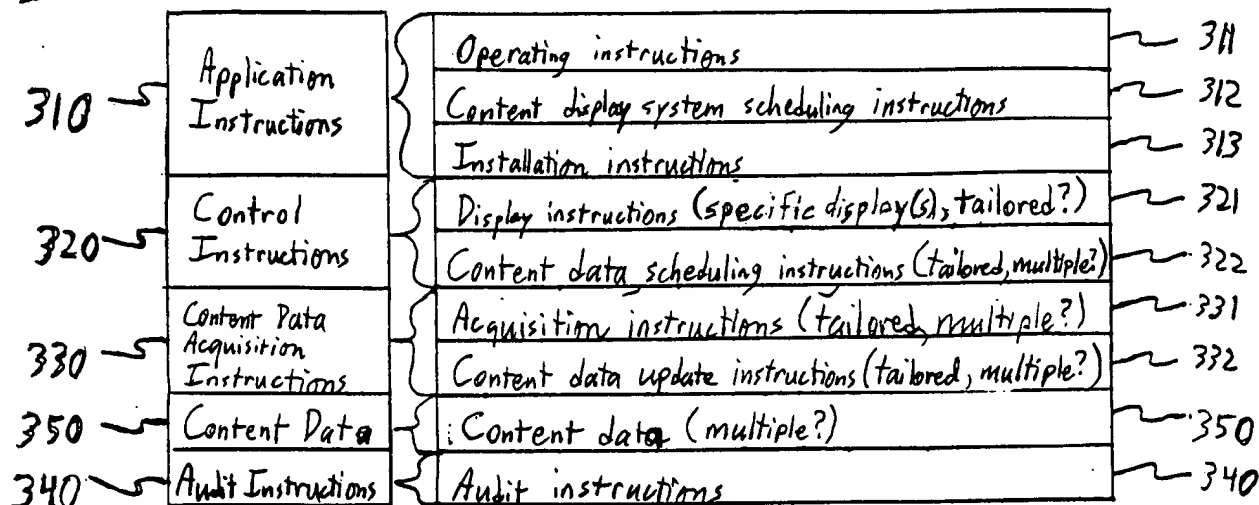 310
Application
Instructions
Operating instructions
311
Content display system scheduling instructions
312
Installation instructions
313
320
Control
Instructions
Display instructions (specific display(s), tailored?)
321
Content data scheduling instructions (tailored, multiple?)
322
330
Content Data
Acquisition
Instructions
Acquisition instructions (tailored, multiple?)
331
Content data update instructions (tailored, multiple?)
332
350
Content Data
Content data (multiple?)
350
340
Audit Instructions
Audit instructions
340